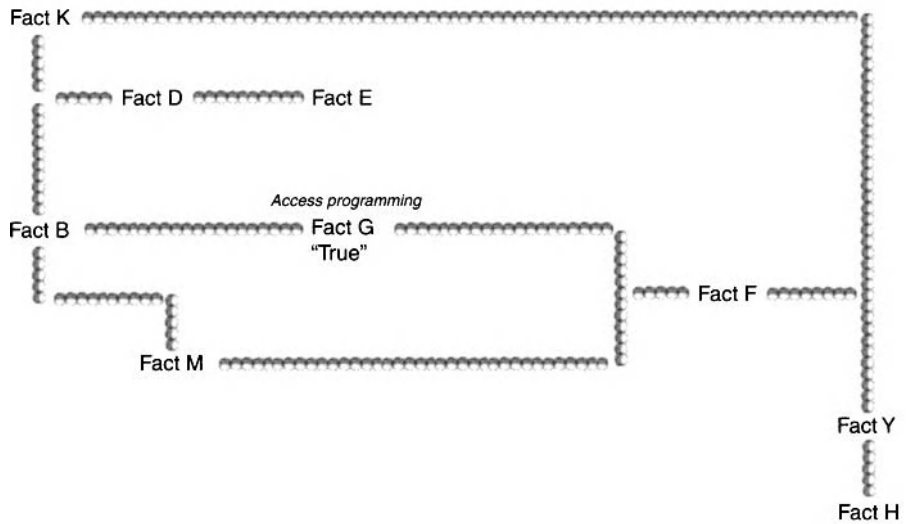 Fact K
Fact D Fact E
Access programming
Fact B Fact G
“True”
Fact F
Fact M
Fact Y
Fact H